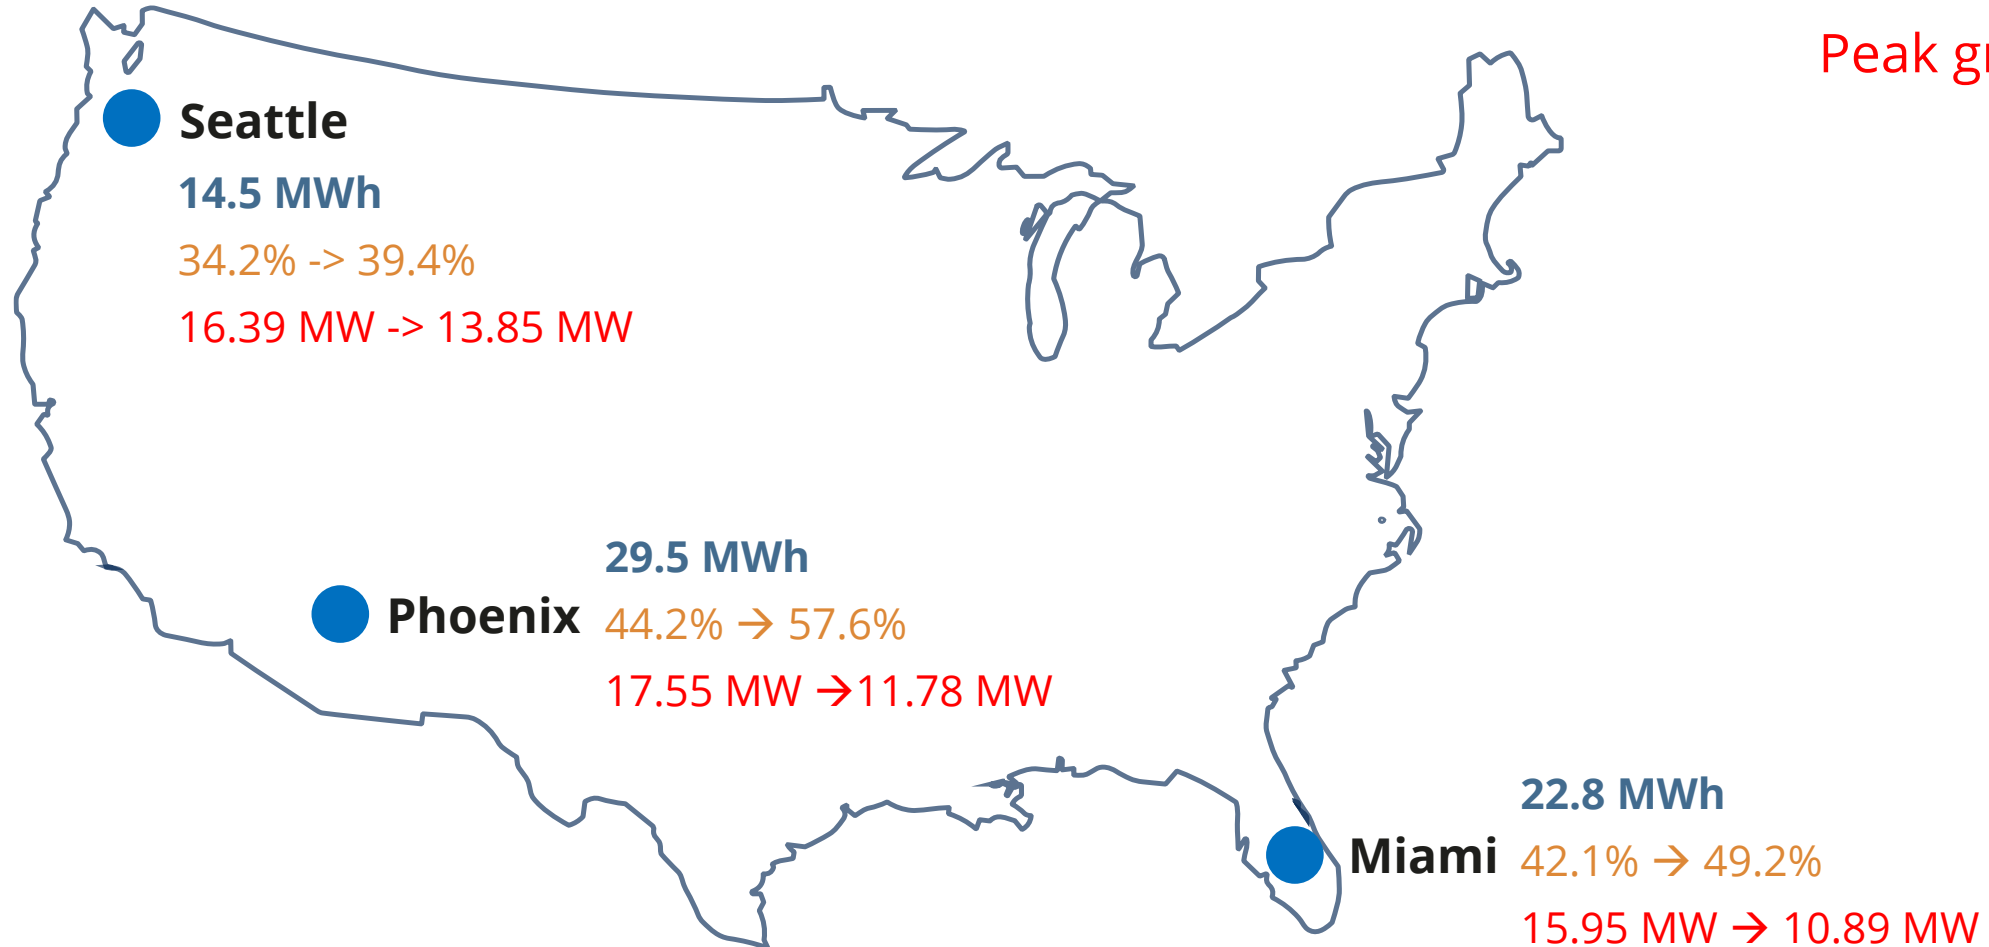 Peak
Seattle
14.5 MWh
34.2% -> 39.4%
16.39 MW -> 13.85 MW
29.5 MWh
Phoenix
44.2% → 57.6%
17.55 MW →11.78 MW
22.8 MWh
Miami
42.1% → 49.2%
15.95 MW → 10.89 MW